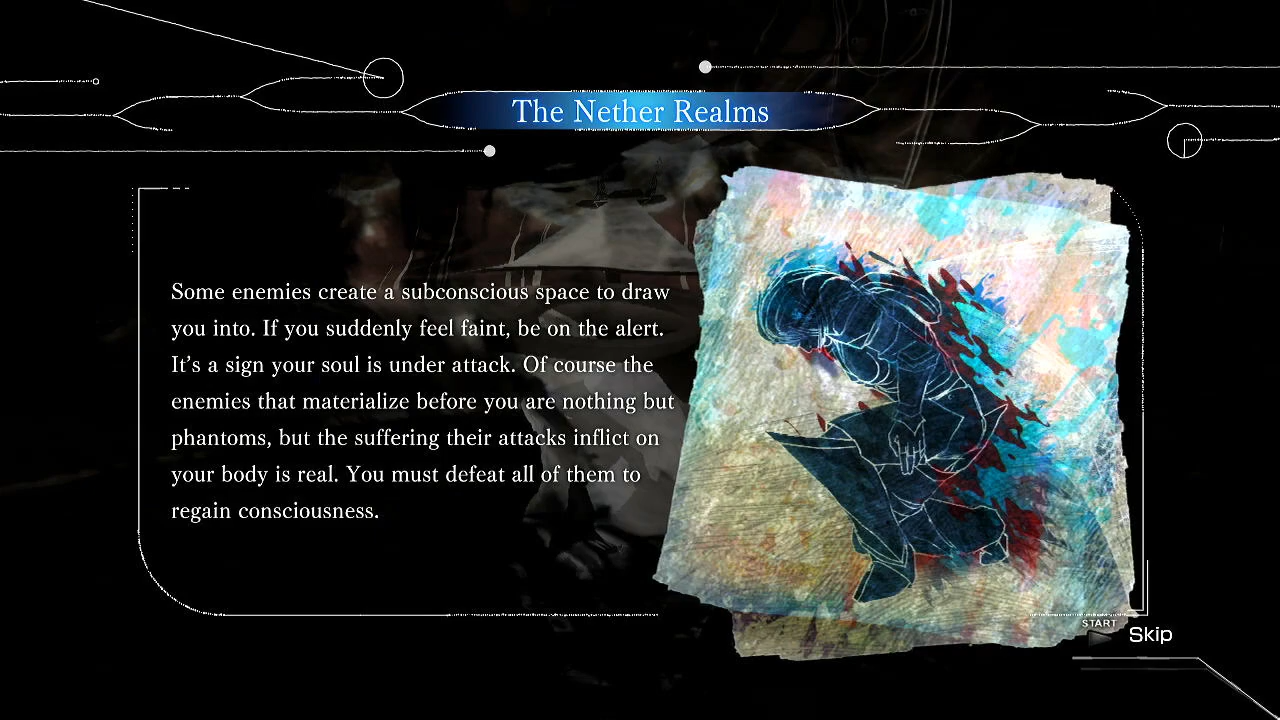 The Nether Realms
Some enemies create a subconscious space to draw
you into. If you suddenly feel faint, be on the alert.
It's a sign your soul is under attack. Of course the
enemies that materialize before you are nothing but
phantoms, but the suffering their attacks inflict on
your body is real. You must defeat all of them to
regain consciousness.
START
Skip